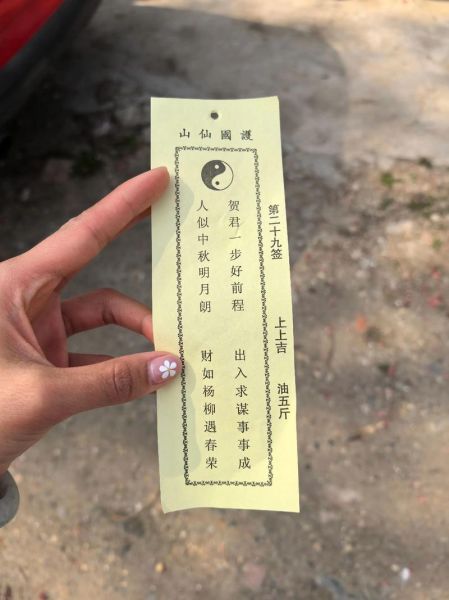 護國仙山
第二十九签
上上吉
油五斤
贺君一步好前程
出入求谋事事成
人似中秋明月朗
财如杨柳遇春荣